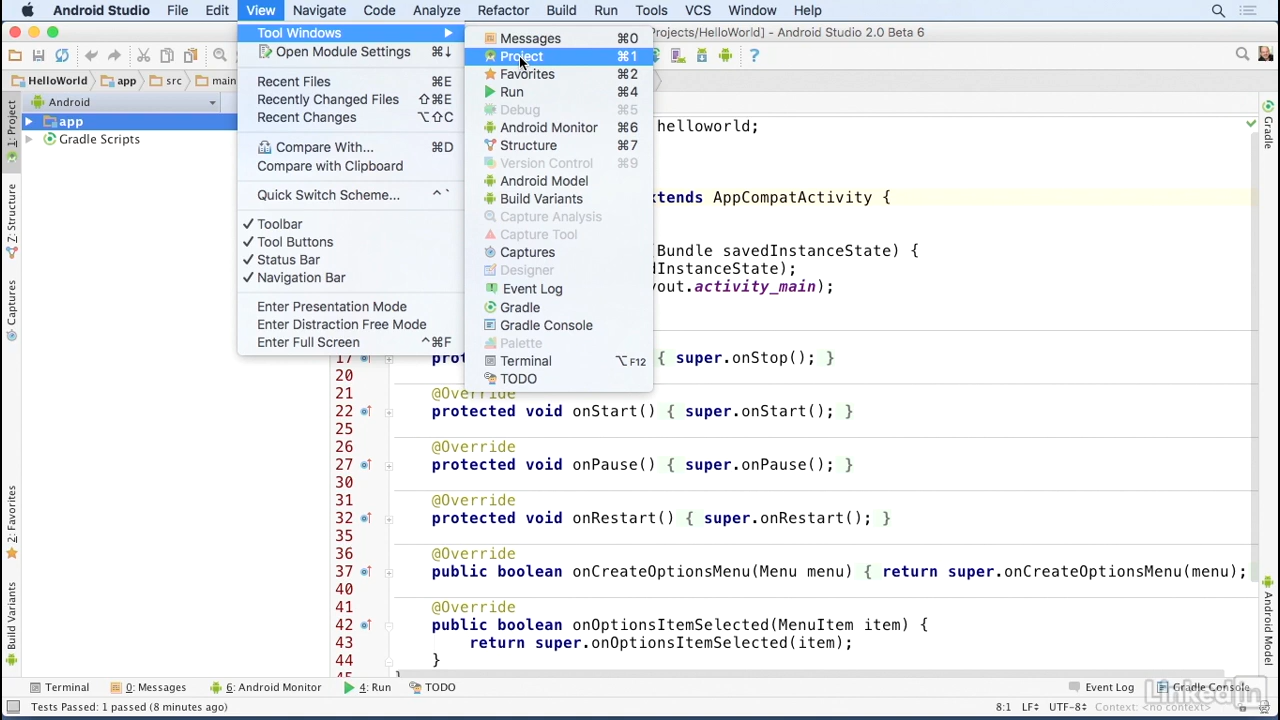 Android Studio File Edit View Navigate Code Analyze Refactor Build Run Tools VCS Window Help
Projects/HelloWorld] - Android Studio 2.0 Beta 6
HelloWorld app src main
Android
app
Gradle Scripts
1: Project
Z: Structure
Captures
2: Favorites
Build Variants
Tool Windows
Open Module Settings ⌘↓
Recent Files ⌘E
Recently Changed Files ⇧⌘E
Recent Changes ⌥⇧C
Compare With... ⌘D
Compare with Clipboard
Quick Switch Scheme... ^ `
✓ Toolbar
✓ Tool Buttons
✓ Status Bar
✓ Navigation Bar
Enter Presentation Mode
Enter Distraction Free Mode
Enter Full Screen ^⌘F
Messages ⌘0
Project ⌘1
Favorites ⌘2
Run ⌘4
Debug ⌘5
Android Monitor ⌘6
Structure ⌘7
Version Control ⌘9
Android Model
Build Variants
Capture Analysis
Capture Tool
Captures
Designer
Event Log
Gradle
Gradle Console
Palette
Terminal ⌥F12
TODO
helloworld;
xtends AppCompatActivity {
(Bundle savedInstanceState) {
dInstanceState);
yout.activity_main);
17 prot { super.onStop(); }
20
21 @Override
22 protected void onStart() { super.onStart(); }
25
26 @Override
27 protected void onPause() { super.onPause(); }
30
31 @Override
32 protected void onRestart() { super.onRestart(); }
35
36 @Override
37 public boolean onCreateOptionsMenu(Menu menu) { return super.onCreateOptionsMenu(menu);
40
41 @Override
42 public boolean onOptionsItemSelected(MenuItem item) {
43 return super.onOptionsItemSelected(item);
44 }
45 }
Gradle
Android Model
Terminal 0: Messages 6: Android Monitor 4: Run TODO Event Log Gradle Console
LinkedIn
Tests Passed: 1 passed (8 minutes ago) 8:1 LF UTF-8 Context: <no context>